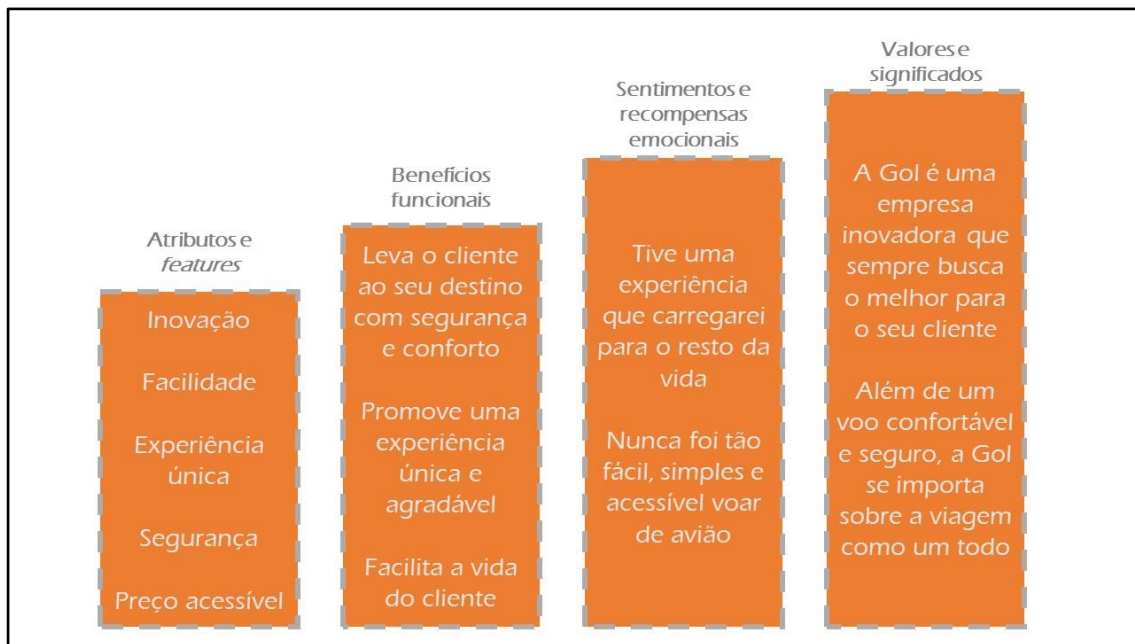 Atributos e
features
Inovação
Facilidade
Experiência
única
Segurança
Preço acessível
Benefícios
funcionais
Leva o cliente
ao seu destino
com segurança
e conforto
Promove uma
experiência
única e
agradável
Facilita a vida
do cliente
Sentimentos e
recompensas
emocionais
Tive uma
experiência
que carregarei
para o resto da
vida
Nunca foi tão
fácil, simples e
acessível voar
de avião
Valores e
significados
A Gol é uma
empresa
inovadora que
sempre busca
o melhor para
o seu cliente
Além de um
voo confortável
e seguro, a Gol
se importa
sobre a viagem
como um todo